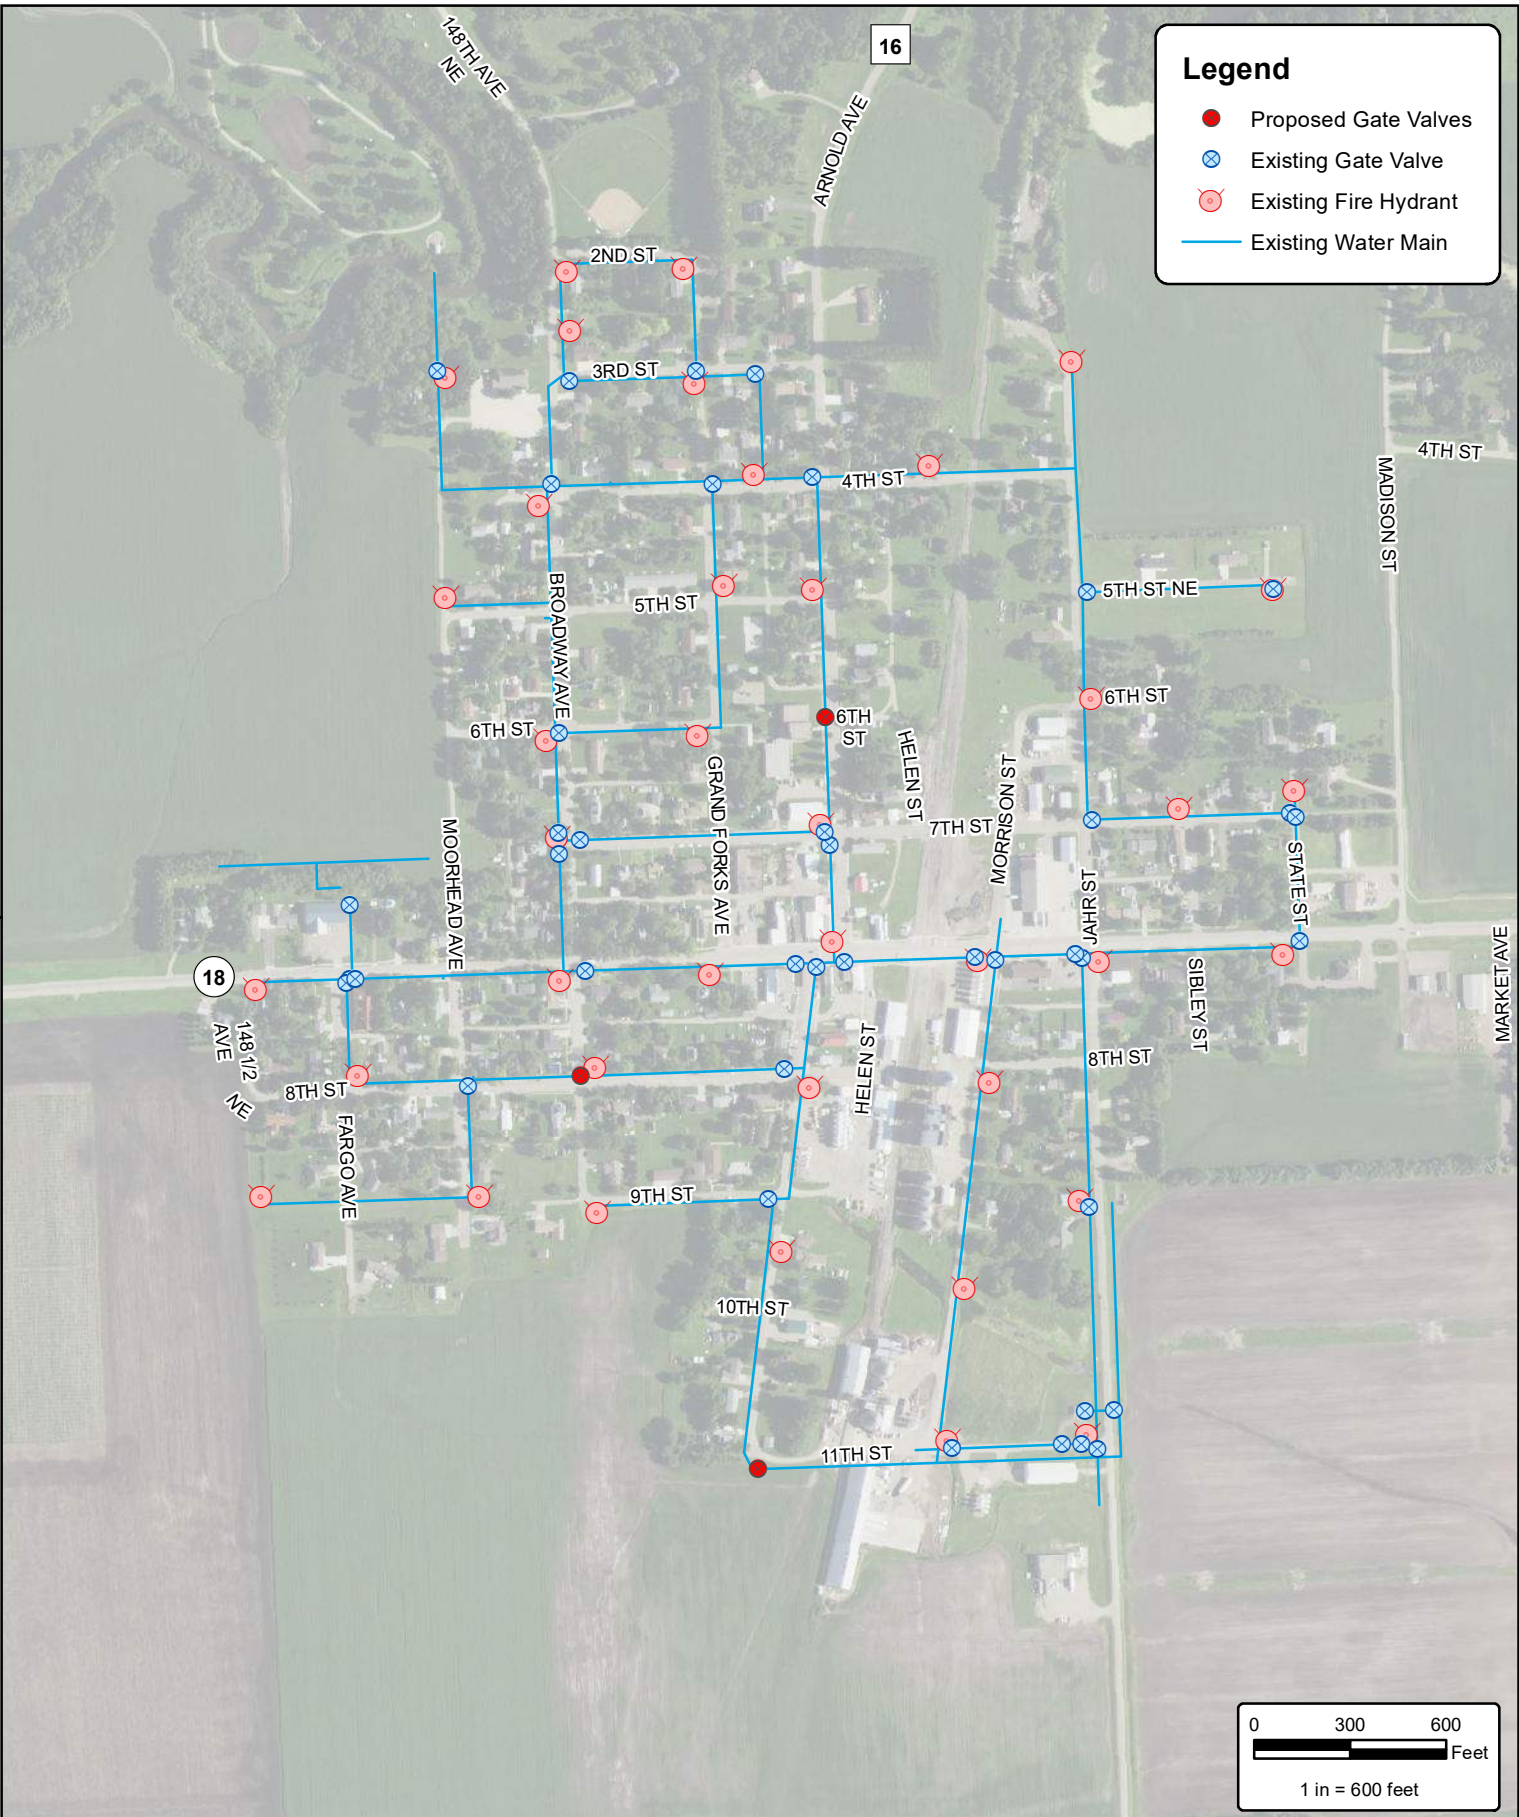 148TH AVE
NE
16
ARNOLD AVE
Legend
Proposed Gate Valves
Existing Gate Valve
Existing Fire Hydrant
Existing Water Main
2ND ST
3RD ST
4TH ST
4TH ST
MADISON ST
BROADWAY AVE
5TH ST
5TH ST NE
6TH ST
6TH
ST
6TH ST
HELEN ST
GRAND FORKS AVE
MORRISON ST
7TH ST
MOORHEAD AVE
JAHR ST
STATE ST
MARKET AVE
18
SIBLEY ST
148 1/2
AVE
NE
HELEN ST
8TH ST
8TH ST
FARGO AVE
9TH ST
10TH ST
11TH ST
0 300 600
Feet
1 in = 600 feet